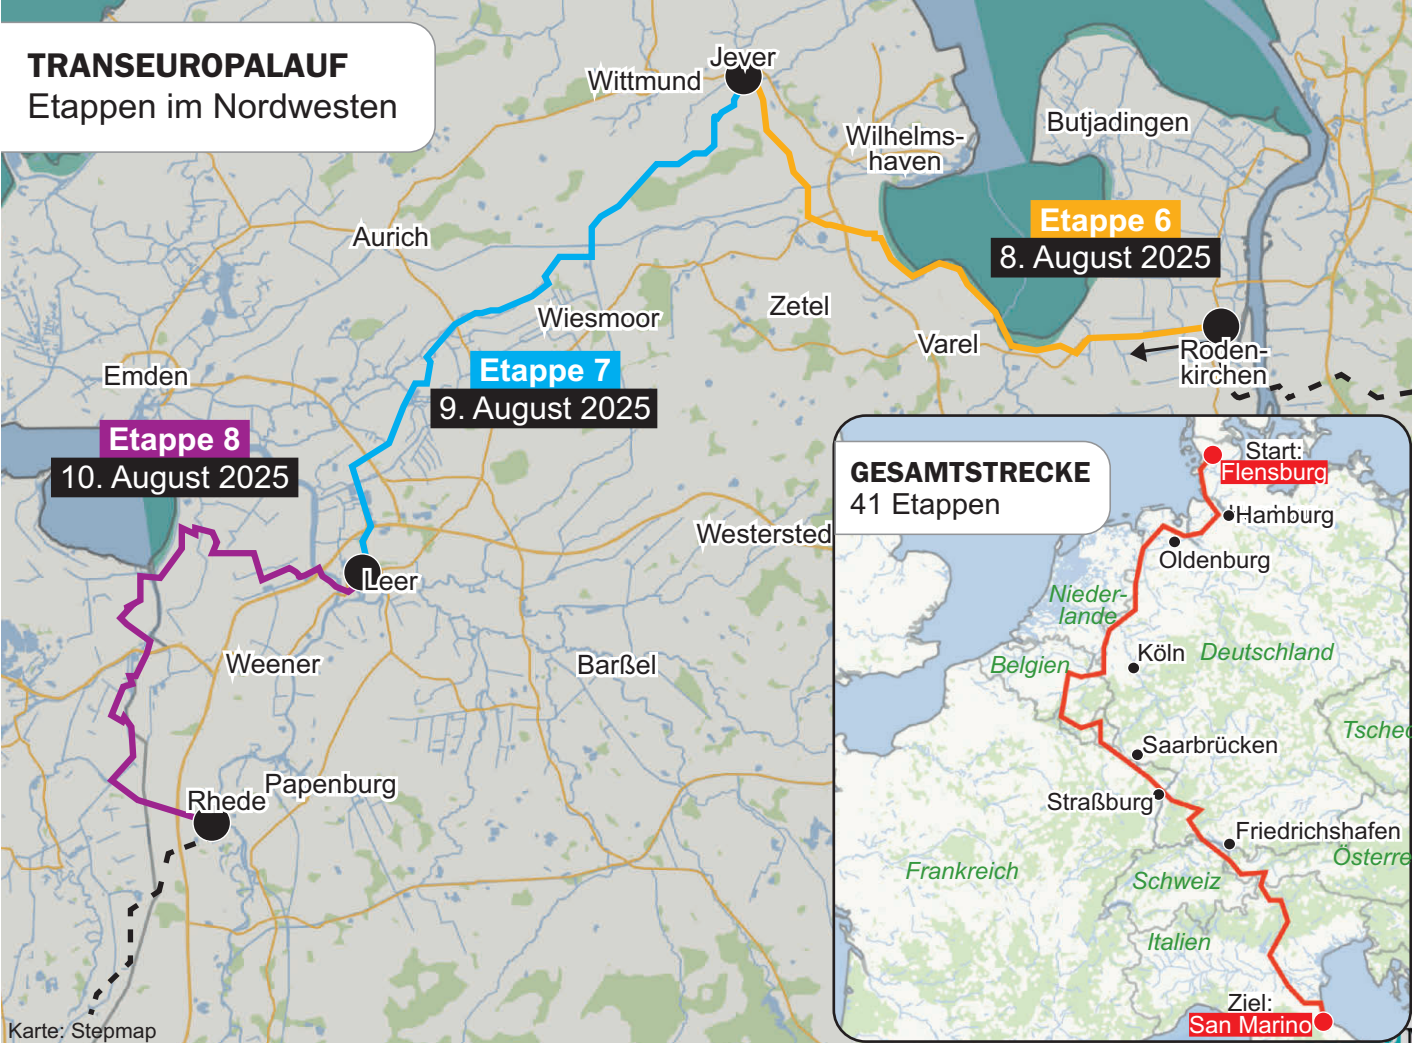 TRANSEUROPALAUF
Etappen im Nordwesten
Jever
Wittmund
Wilhelms-
haven
Butjadingen
Etappe 6
8. August 2025
Aurich
Zetel
Wiesmoor
Varel
Roden-
kirchen
Emden
Etappe 7
9. August 2025
Etappe 8
10. August 2025
Westersted
Leer
Weener
Barßel
Papenburg
Rhede
Karte: Stepmap
GESAMTSTRECKE
41 Etappen
Start:
Flensburg
Hamburg
Oldenburg
Nieder-
lande
Köln
Deutschland
Belgien
Tschec
Saarbrücken
Straßburg
Friedrichshafen
Österre
Frankreich
Schweiz
Italien
Ziel:
San Marino